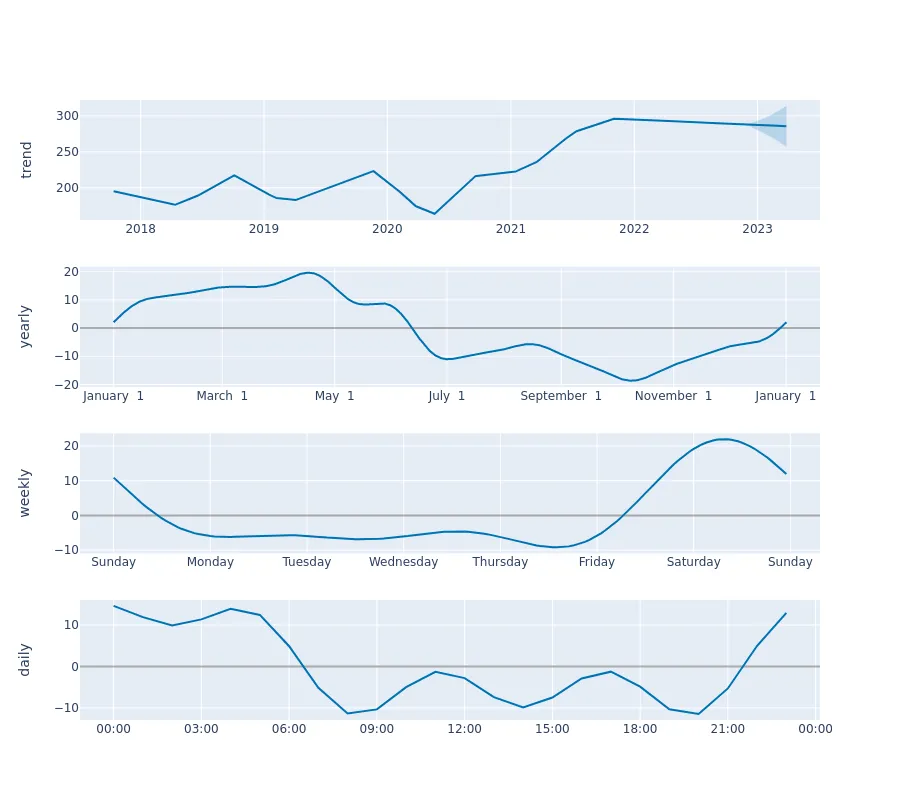 trend
300
250
200
2018 2019 2020 2021 2022 2023
yearly
20
10
0
−10
−20
January 1 March 1 May 1 July 1 September 1 November 1 January 1
weekly
20
10
0
−10
Sunday Monday Tuesday Wednesday Thursday Friday Saturday Sunday
daily
10
0
−10
00:00 03:00 06:00 09:00 12:00 15:00 18:00 21:00 00:00